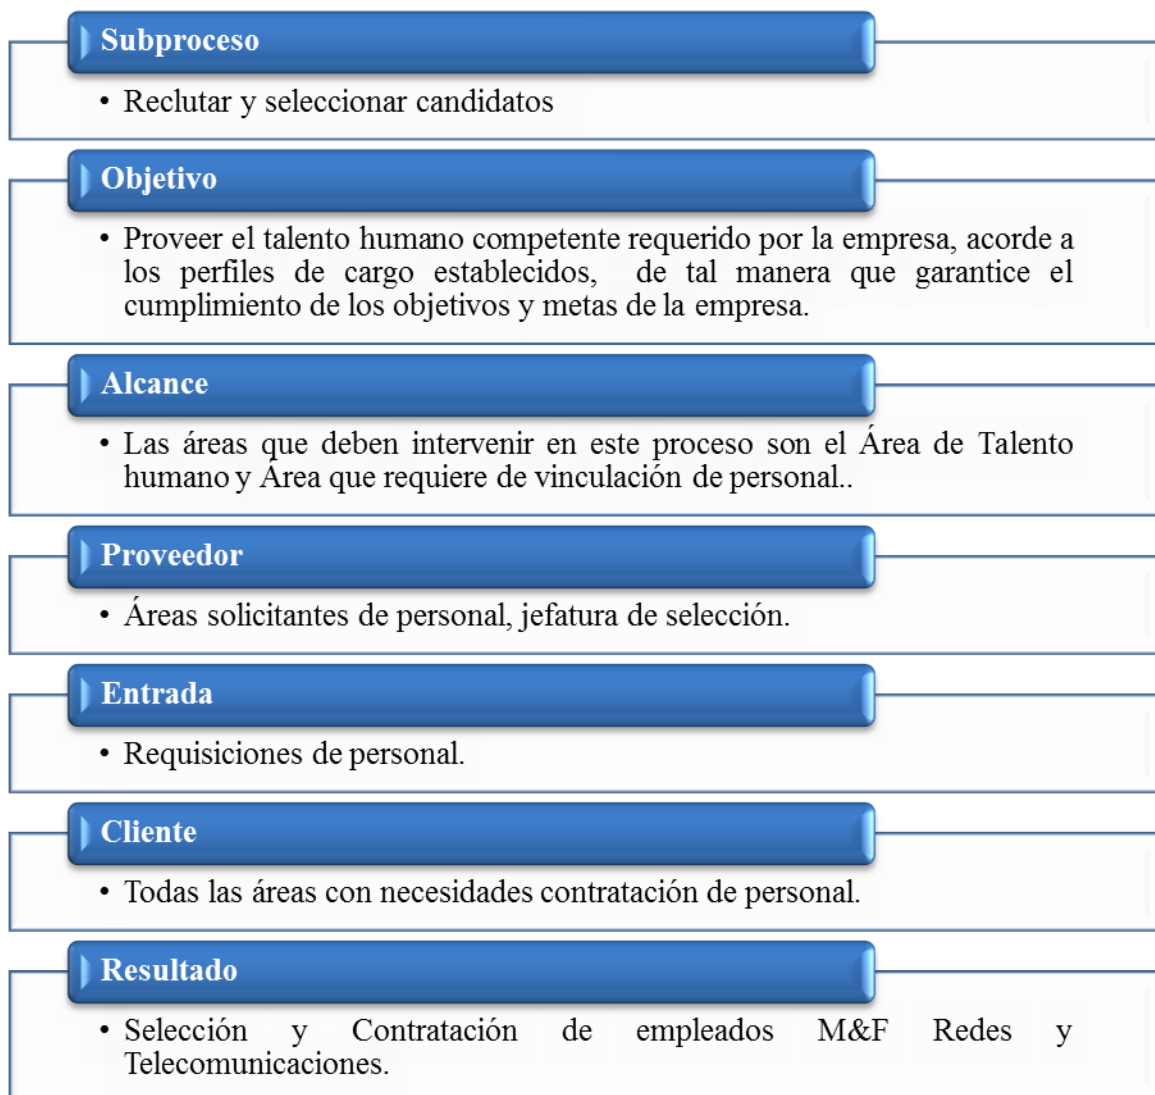 Subproceso
• Reclutar y seleccionar candidatos
Objetivo
• Proveer el talento humano competente requerido por la empresa, acorde a
los perfiles de cargo establecidos, de tal manera que garantice el
cumplimiento de los objetivos y metas de la empresa.
Alcance
• Las áreas que deben intervenir en este proceso son el Área de Talento
humano y Área que requiere de vinculación de personal..
Proveedor
• Áreas solicitantes de personal, jefatura de selección.
Entrada
• Requisiciones de personal.
Cliente
• Todas las áreas con necesidades contratación de personal.
Resultado
• Selección y Contratación de empleados M&F Redes y
Telecomunicaciones.